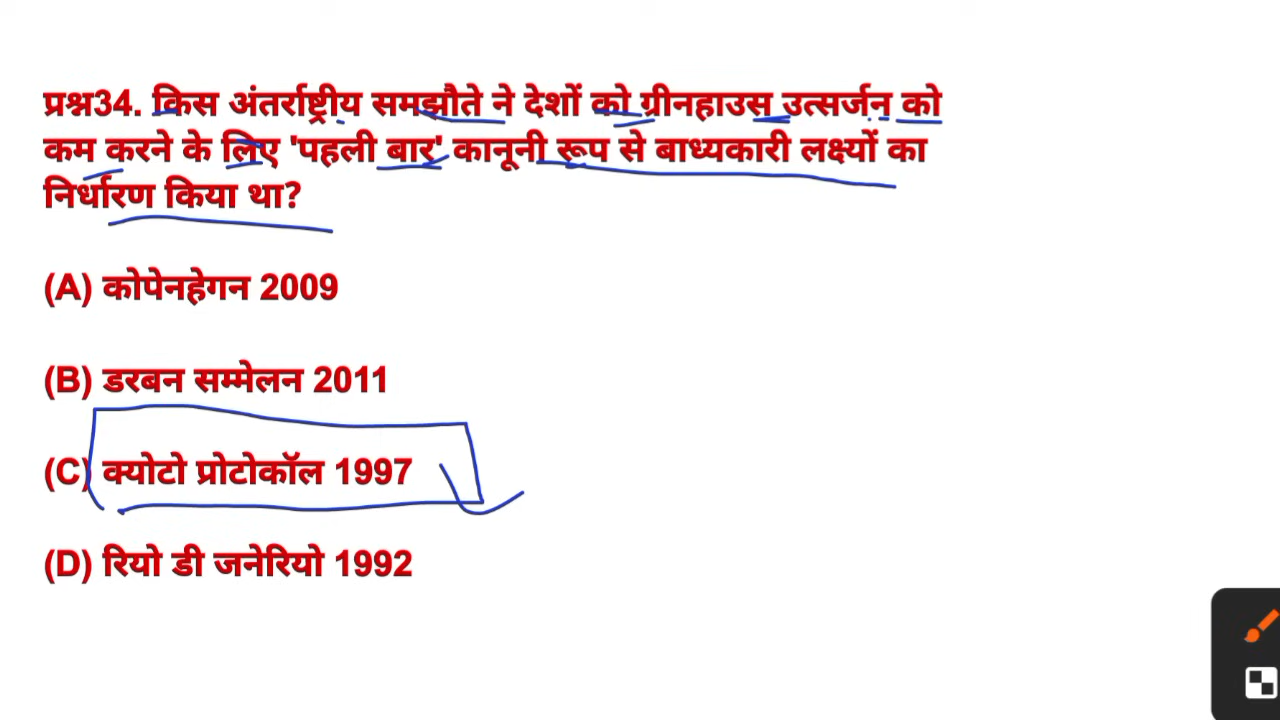 प्रश्न34. किस अंतर्राष्ट्रीय समझौते ने देशों को ग्रीनहाउस उत्सर्जन को
कम करने के लिए 'पहली बार' कानूनी रूप से बाध्यकारी लक्ष्यों का
निर्धारण किया था?
(A) कोपेनहेगन 2009
(B) डरबन सम्मेलन 2011
(C) क्योटो प्रोटोकॉल 1997
(D) रियो डी जनेरियो 1992